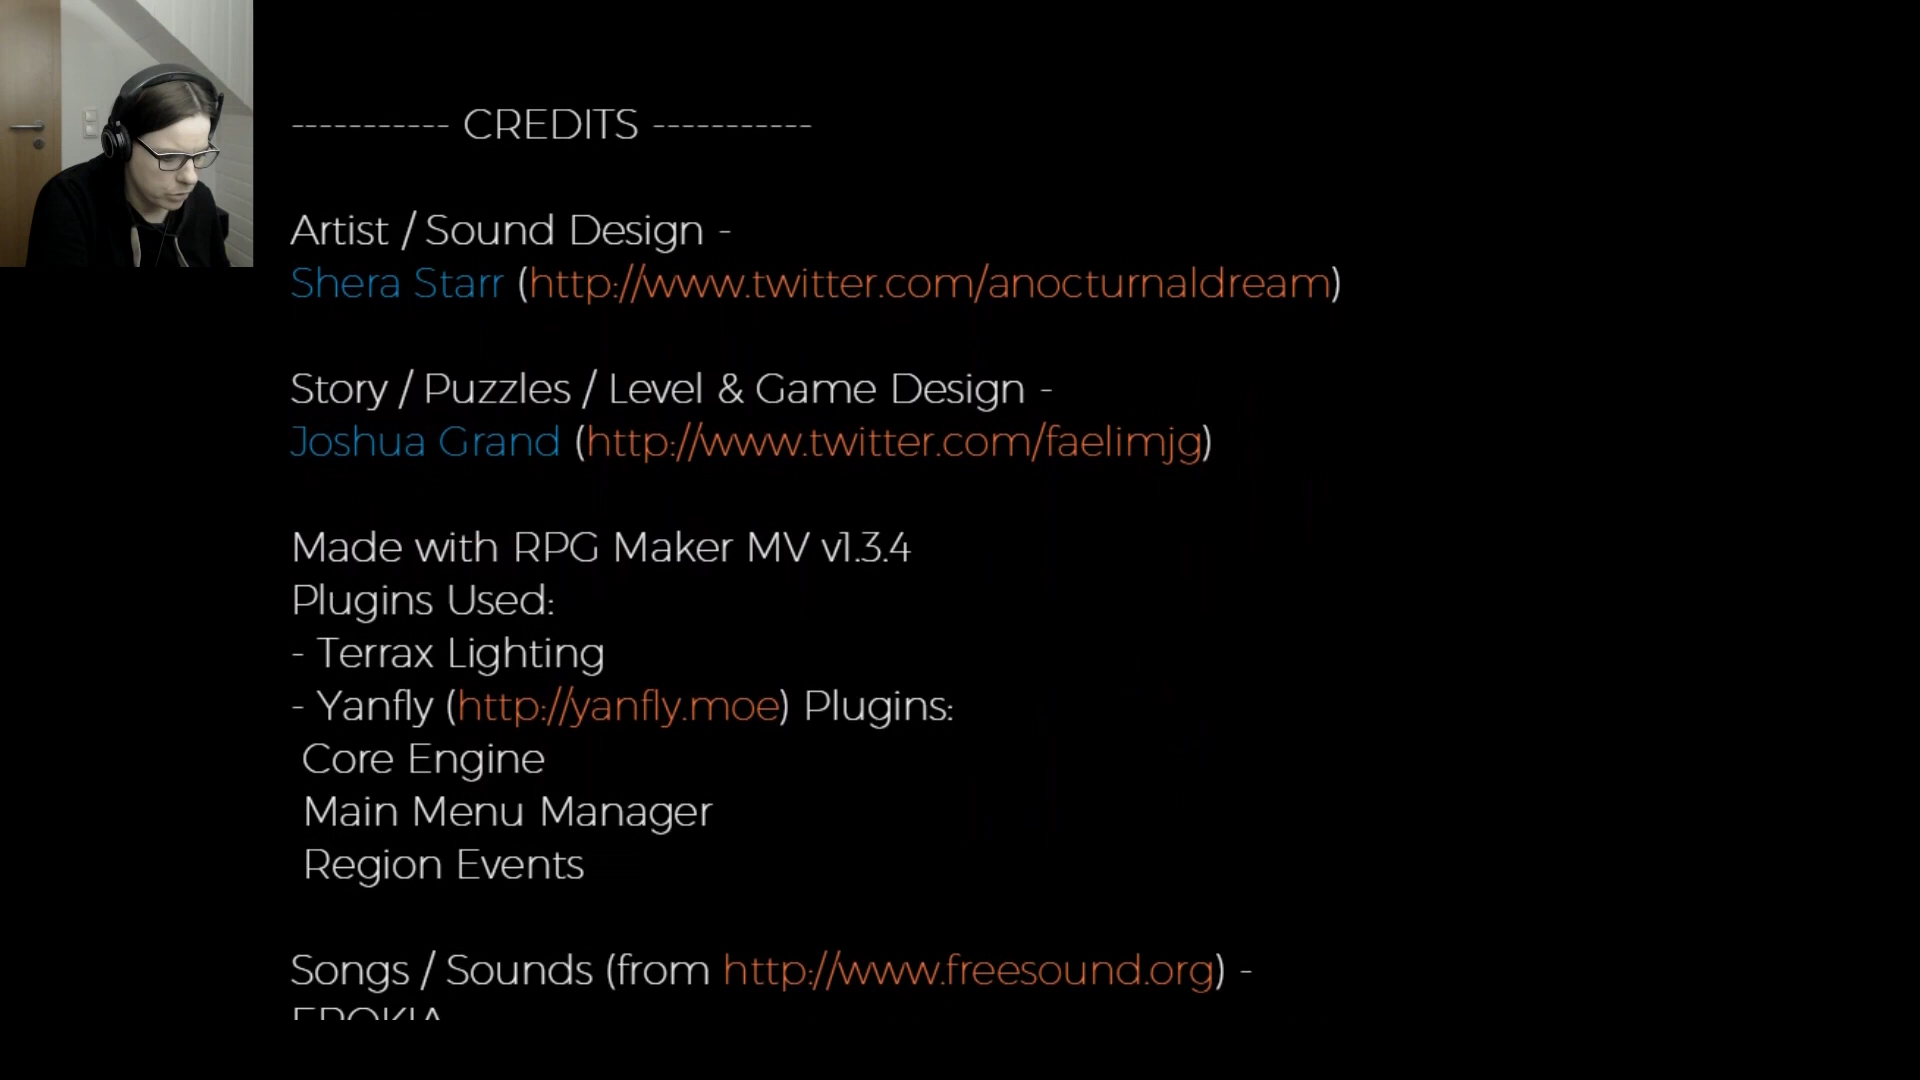 ----------- CREDITS -----------
Artist / Sound Design -
Shera Starr (http://www.twitter.com/anocturnaldream)
Story / Puzzles / Level & Game Design -
Joshua Grand (http://www.twitter.com/faelimjg)
Made with RPG Maker MV v1.3.4
Plugins Used:
- Terrax Lighting
- Yanfly (http://yanfly.moe) Plugins:
Core Engine
Main Menu Manager
Region Events
Songs / Sounds (from http://www.freesound.org) -